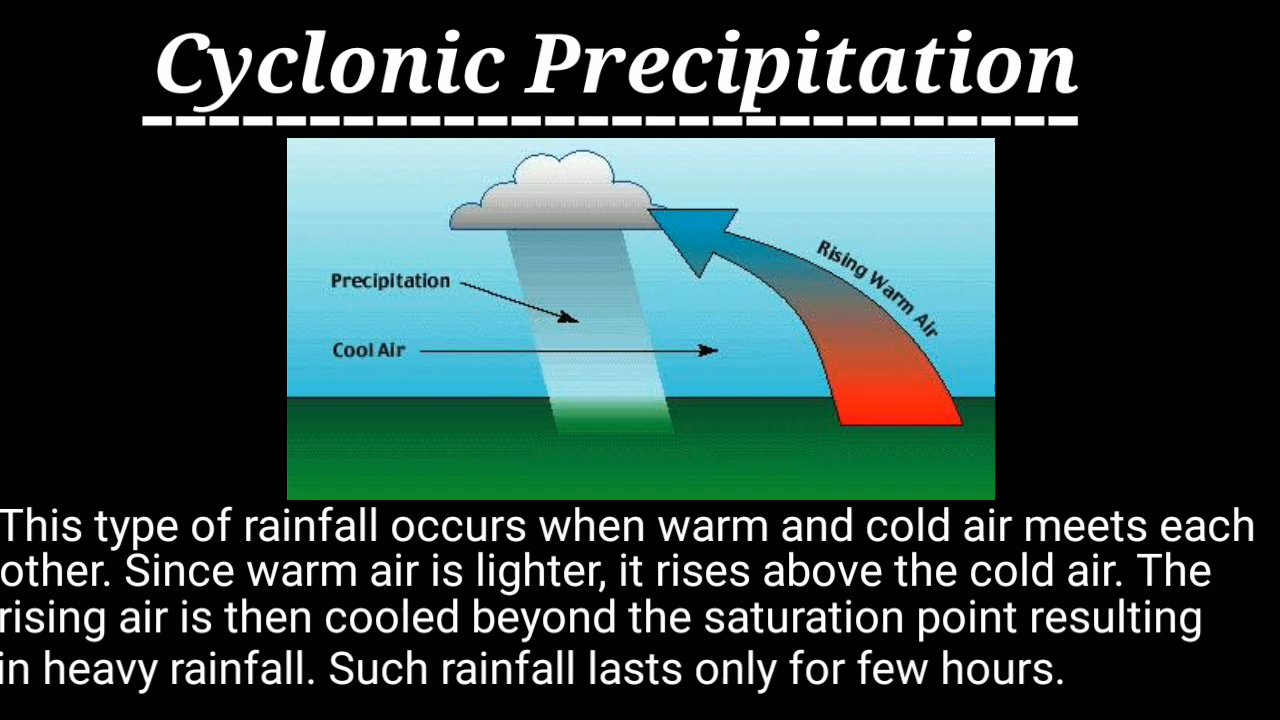 Cyclonic Precipitation
Rising Warm Air
Precipitation
Cool Air
This type of rainfall occurs when warm and cold air meets each
other. Since warm air is lighter, it rises above the cold air. The
rising air is then cooled beyond the saturation point resulting
in heavy rainfall. Such rainfall lasts only for few hours.